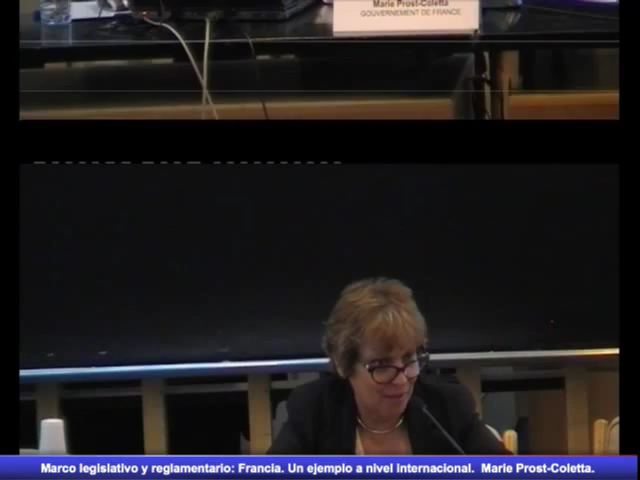 Marie Prost-Coletta
GOUVERNEMENT DE FRANCE
Marco legislativo y reglamentario: Francia. Un ejemplo a nivel internacional. Marie Prost-Coletta.